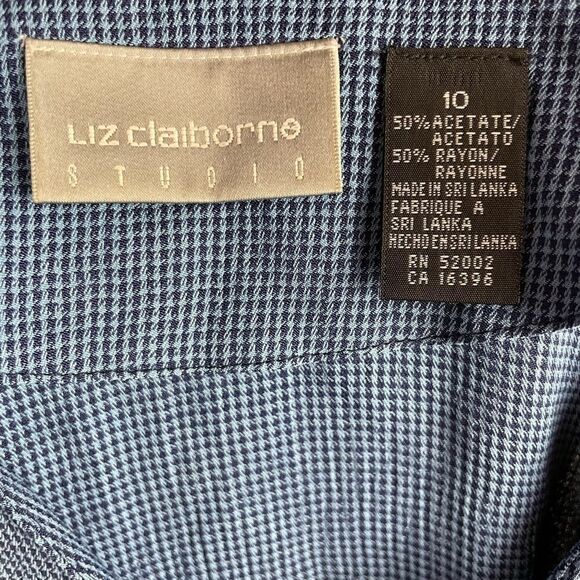 Liz claiborne
STUDIO
10
50% ACETATE/
ACETATO
50% RAYON/
RAYONNE
MADE IN SRI LANKA
FABRIQUE A
SRI LANKA
HECHO EN SRI LANKA
RN 52002
CA 16396